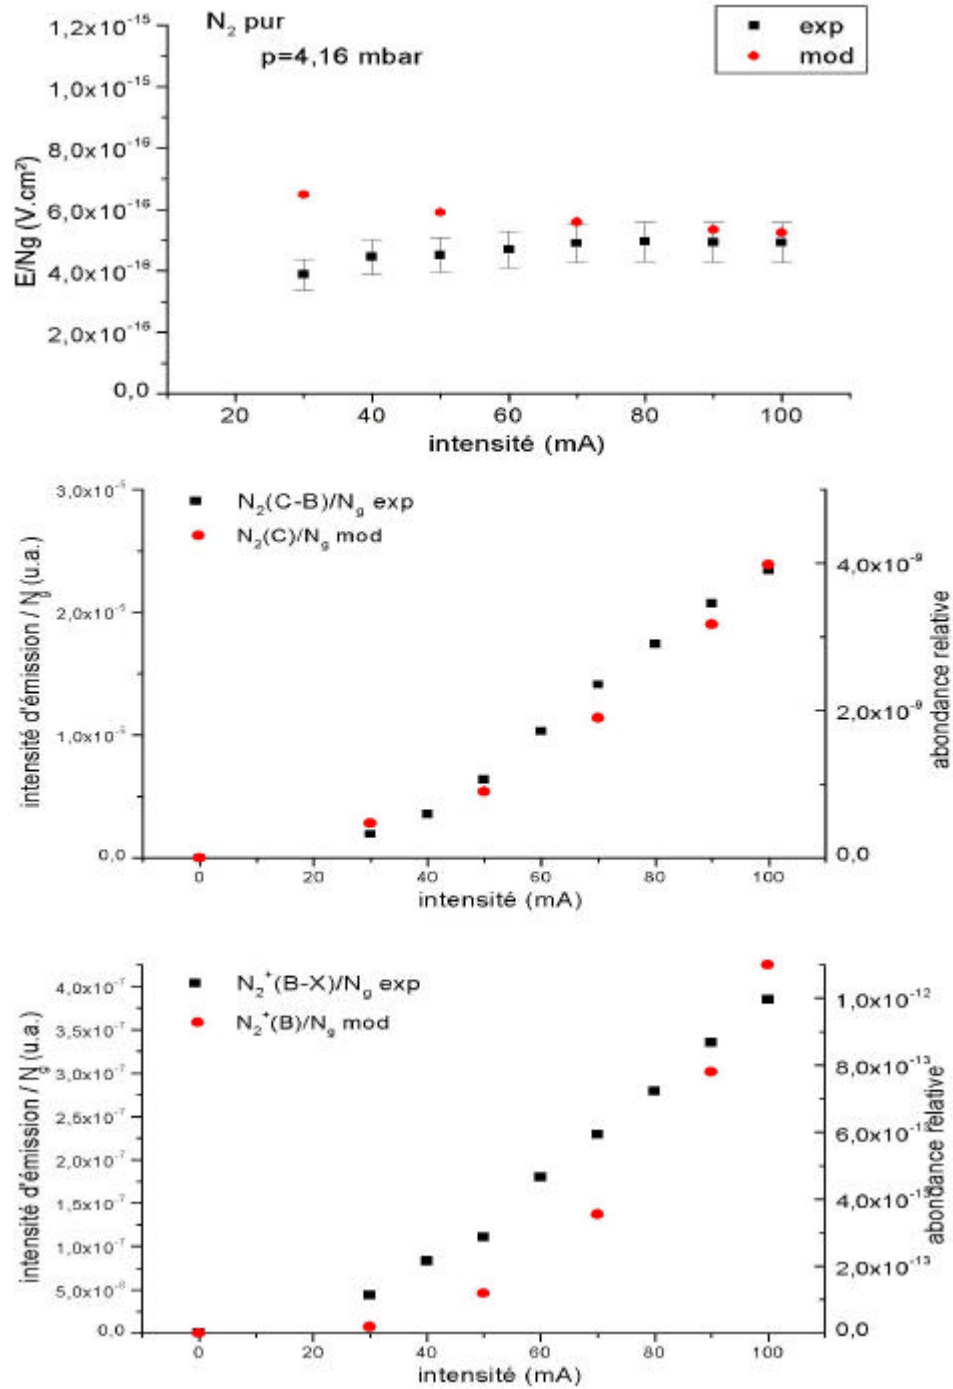 N₂ pur
p=4,16 mbar
exp
mod
E/Ng (V.cm²)
1,2x10⁻¹⁵
1,0x10⁻¹⁵
8,0x10⁻¹⁶
6,0x10⁻¹⁶
4,0x10⁻¹⁶
2,0x10⁻¹⁶
0,0
20 40 60 80 100
intensité (mA)
N₂(C-B)/N_g exp
N₂(C)/N_g mod
intensité d'émission / N_g (u.a.)
3,0x10⁻⁵
2,0x10⁻⁵
1,0x10⁻⁵
0,0
4,0x10⁻⁹
2,0x10⁻⁹
0,0
abondance relative
0 20 40 60 80 100
intensité (mA)
N₂⁺(B-X)/N_g exp
N₂⁺(B)/N_g mod
intensité d'émission / N_g (u.a.)
4,0x10⁻⁷
3,5x10⁻⁷
3,0x10⁻⁷
2,5x10⁻⁷
2,0x10⁻⁷
1,5x10⁻⁷
1,0x10⁻⁷
5,0x10⁻⁸
0,0
1,0x10⁻¹²
8,0x10⁻¹³
6,0x10⁻¹³
4,0x10⁻¹³
2,0x10⁻¹³
0,0
abondance relative
0 20 40 60 80 100
intensité (mA)